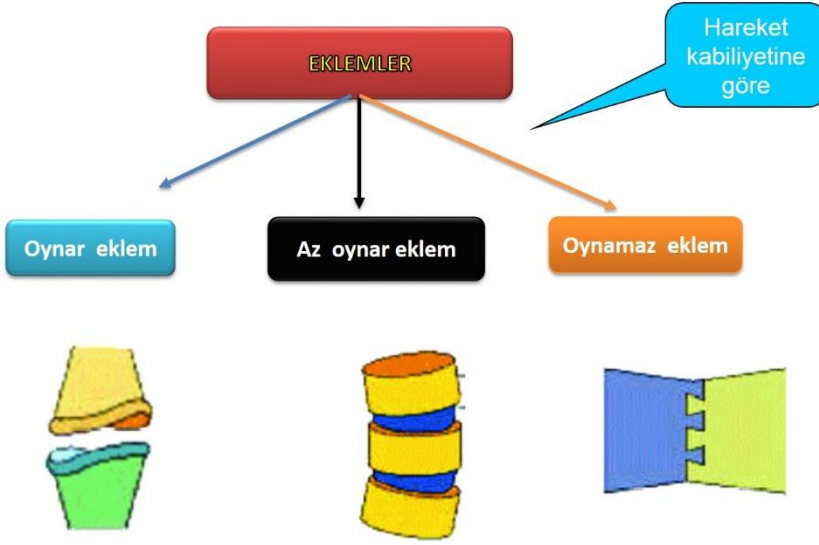 EKLEMLER
Hareket
kabiliyetine
göre
Oynar eklem
Az oynar eklem
Oynamaz eklem